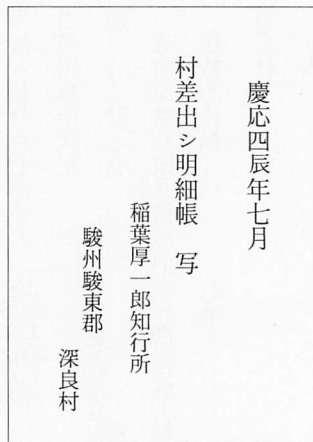 慶応四辰年七月
村差出シ明細帳　写
稲葉厚一郎知行所
駿州駿東郡
深良村